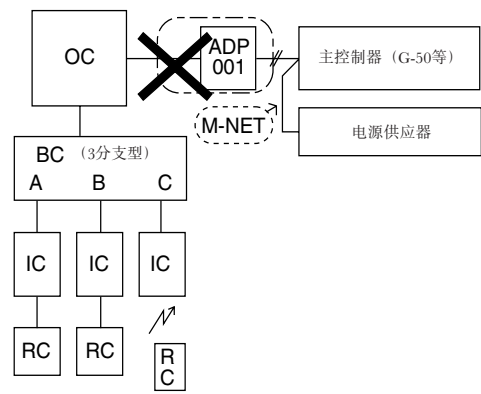 OC
ADP
001
主控制器（G-50等）
M-NET
电源供应器
BC （3分支型）
A B C
IC IC IC
RC RC R
C